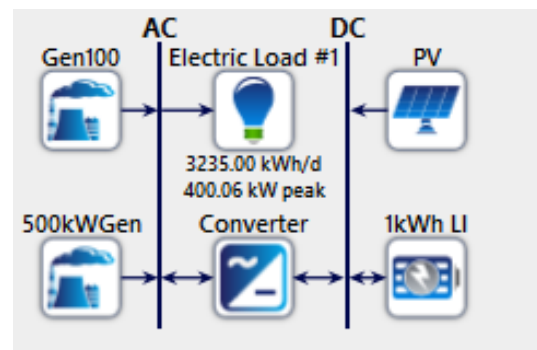 AC
DC
Gen100
Electric Load #1
PV
3235.00 kWh/d
400.06 kW peak
500kWGen
Converter
1kWh LI